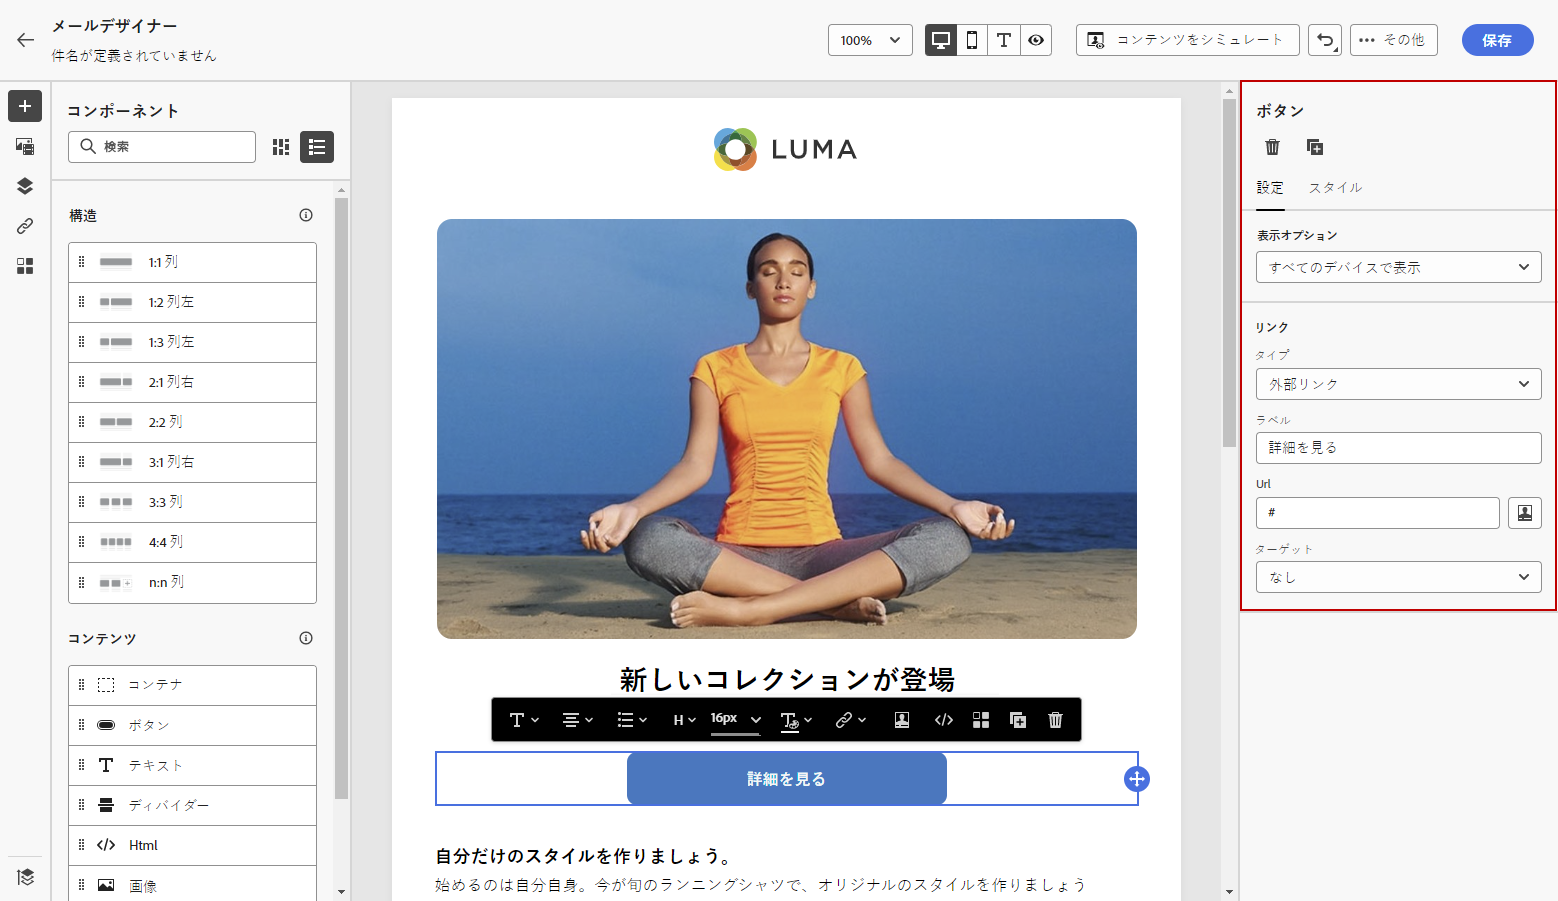 メールデザイナー
件名が定義されていません
100%
コンテンツをシミュレート
その他
保存
コンポーネント
検索
構造
1:1 列
1:2 列左
1:3 列左
2:1 列右
2:2 列
3:1 列右
3:3 列
4:4 列
n:n 列
コンテンツ
コンテナ
ボタン
テキスト
ディバイダー
Html
画像
LUMA
新しいコレクションが登場
H
16px
詳細を見る
自分だけのスタイルを作りましょう。
始めるのは自分自身。今が旬のランニングシャツで、オリジナルのスタイルを作りましょう
ボタン
設定
スタイル
表示オプション
すべてのデバイスで表示
リンク
タイプ
外部リンク
ラベル
詳細を見る
Url
#
ターゲット
なし